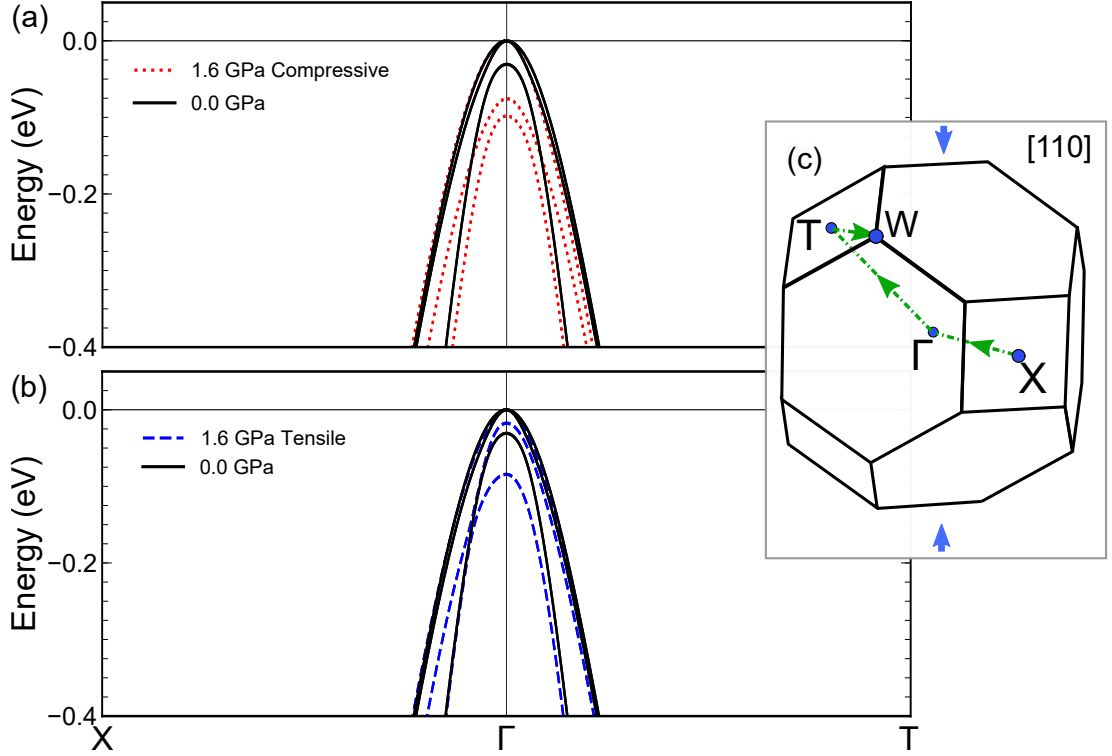 (a)
0.0
−0.2
−0.4
Energy (eV)
1.6 GPa Compressive
0.0 GPa
(b)
0.0
−0.2
−0.4
Energy (eV)
1.6 GPa Tensile
0.0 GPa
X
Γ
T
(c)
[110]
T
W
Γ
X